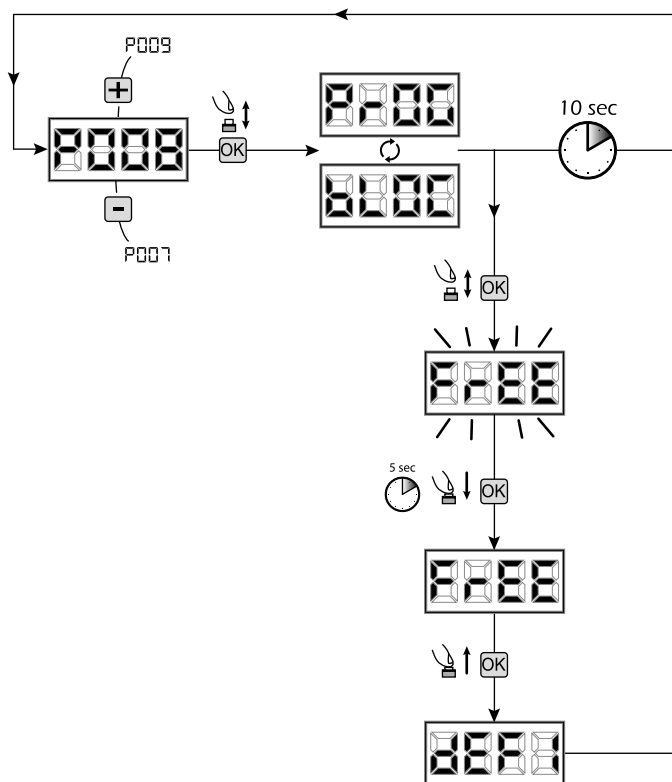 P009
+
P008
OK
PrOG
10 sec
bLOC
-
P007
OK
FrEE
5 sec
OK
FrEE
OK
dEF1